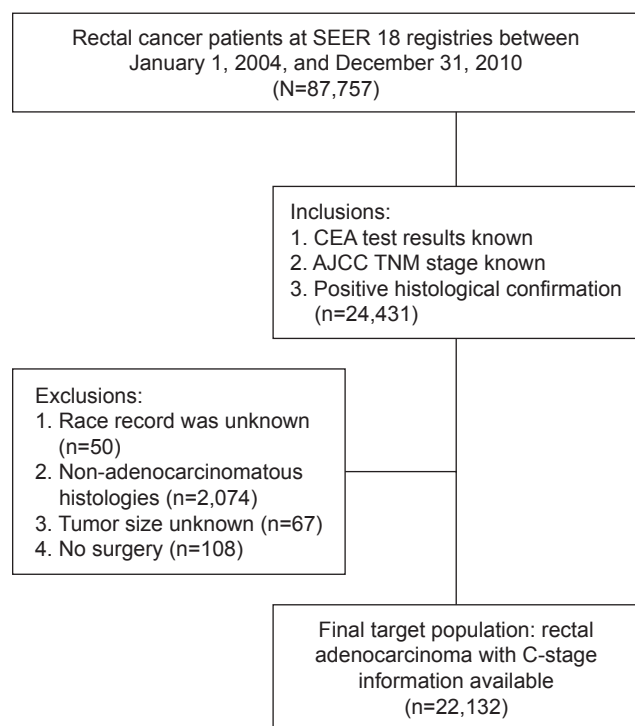 Rectal cancer patients at SEER 18 registries between
January 1, 2004, and December 31, 2010
(N=87,757)
Inclusions:
1. CEA test results known
2. AJCC TNM stage known
3. Positive histological confirmation
(n=24,431)
Exclusions:
1. Race record was unknown
(n=50)
2. Non-adenocarcinomatous
histologies (n=2,074)
3. Tumor size unknown (n=67)
4. No surgery (n=108)
Final target population: rectal
adenocarcinoma with C-stage
information available
(n=22,132)